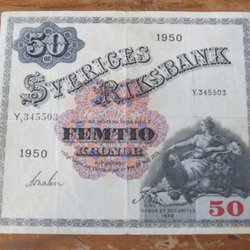 50
1950
SVERIGES
RIKSBANK
Y,345503
Y,345503
FEMTIO
KRONOR
1950
50